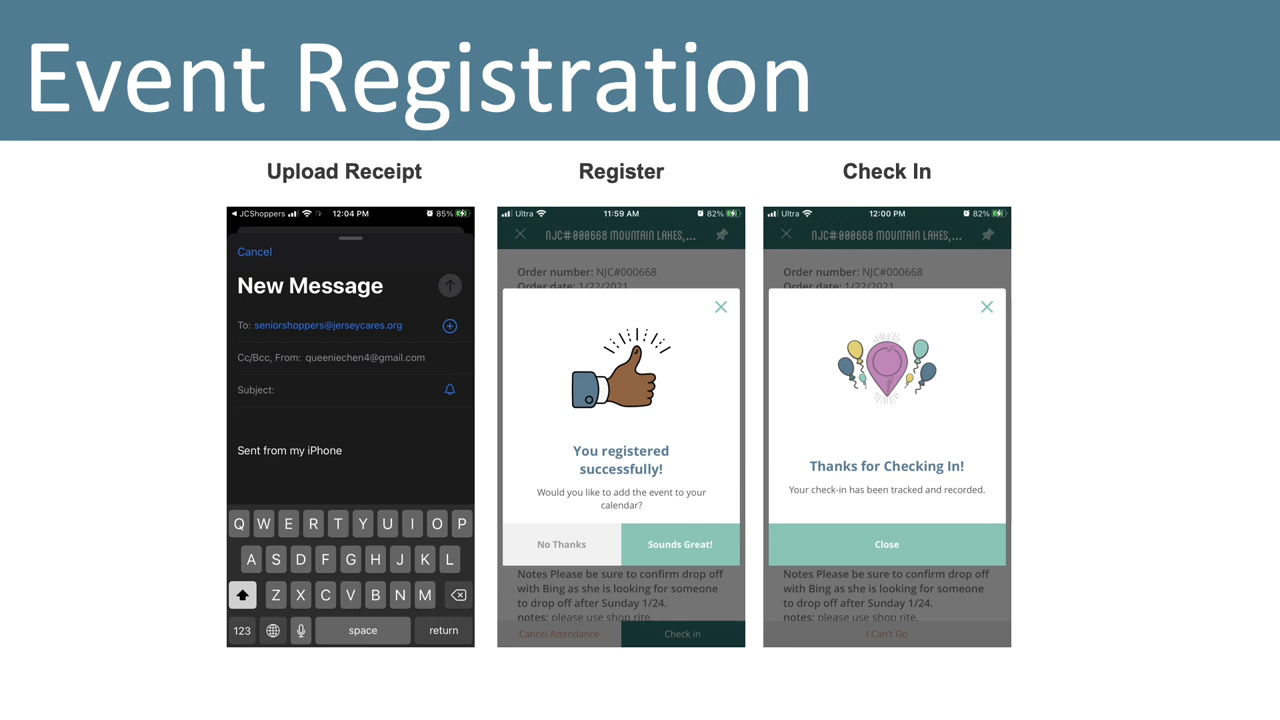 Event Registration
Upload Receipt
Register
Check In
JCShoppers 12:04 PM 85%
Cancel
New Message
To: seniorshoppers@jerseycares.org
Cc/Bcc, From: queeniechen4@gmail.com
Subject:
Sent from my iPhone
Q W E R T Y U I O P
A S D F G H J K L
Z X C V B N M
123 space return
Ultra 11:59 AM 82%
NJC#000668 MOUNTAIN LAKES,...
Order number: NJC#000668
Order date: 1/22/2021
You registered
successfully!
Would you like to add the event to your
calendar?
No Thanks Sounds Great!
Notes Please be sure to confirm drop off
with Bing as she is looking for someone
to drop off after Sunday 1/24.
notes: please use shop rite.
Cancel Attendance Check in
Ultra 12:00 PM 82%
NJC#000668 MOUNTAIN LAKES,...
Order number: NJC#000668
Order date: 1/22/2021
Thanks for Checking In!
Your check-in has been tracked and recorded.
Close
Notes Please be sure to confirm drop off
with Bing as she is looking for someone
to drop off after Sunday 1/24.
notes: please use shop rite.
I Can't Go